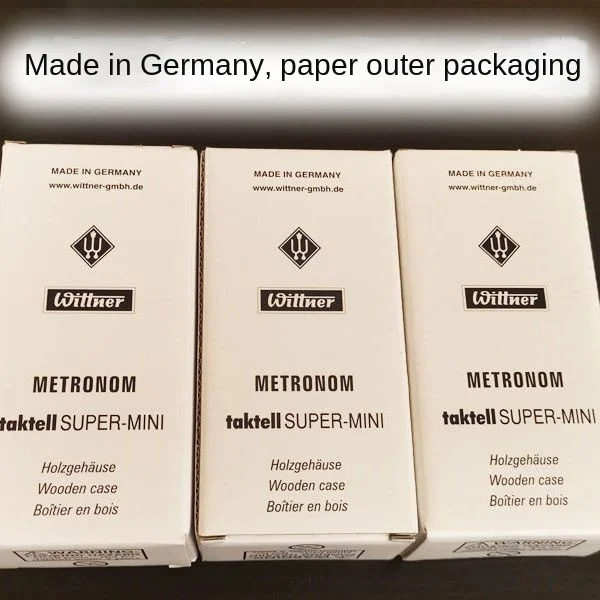 Made in Germany, paper outer packaging
MADE IN GERMANY
www.wittner-gmbh.de
Wittner
METRONOM
taktell SUPER-MINI
Holzgehäuse
Wooden case
Boîtier en bois
WARNING
MADE IN GERMANY
www.wittner-gmbh.de
Wittner
METRONOM
taktell SUPER-MINI
Holzgehäuse
Wooden case
Boîtier en bois
MADE IN GERMANY
www.wittner-gmbh.de
Wittner
METRONOM
taktell SUPER-MINI
Holzgehäuse
Wooden case
Boîtier en bois
WARNING